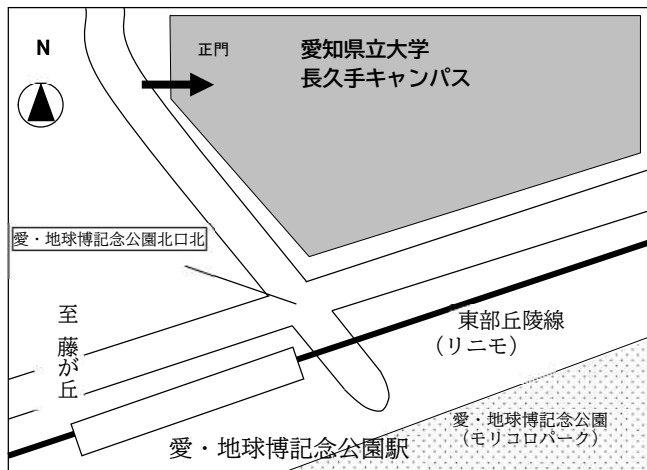 N
正門
愛知県立大学
長久手キャンパス
愛・地球博記念公園北口北
至 藤が丘
東部丘陵線
（リニモ）
愛・地球博記念公園
（モリコロパーク）
愛・地球博記念公園駅